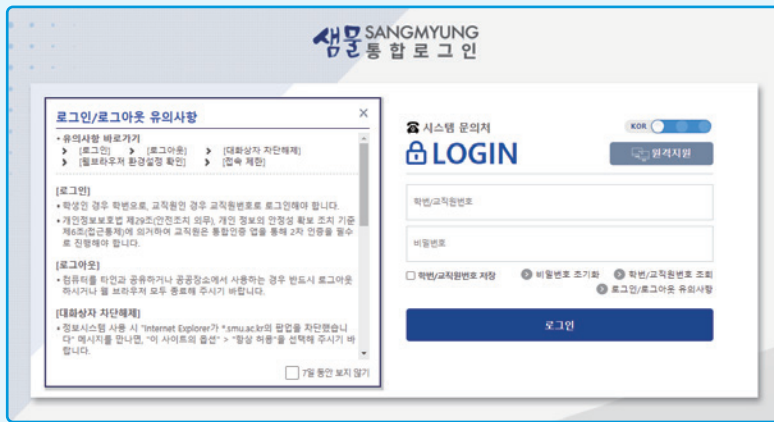 샘물 SANGMYUNG
통합로그인
로그인/로그아웃 유의사항
• 유의사항 바로가기
[로그인] [로그아웃] [대화상자 차단해제]
[웹브라우저 환경설정 확인] [접속 제한]
[로그인]
• 학생인 경우 학번으로, 교직원인 경우 교직원번호로 로그인해야 합니다.
• 개인정보보호법 제29조(안전조치 의무), 개인 정보의 안정성 확보 조치 기준
제6조(접근통제)에 의거하여 교직원은 통합인증 앱을 통해 2차 인증을 필수
로 진행해야 합니다.
[로그아웃]
• 컴퓨터를 타인과 공유하거나 공공장소에서 사용하는 경우 반드시 로그아웃
하시거나 웹 브라우저 모두 종료해 주시기 바랍니다.
[대화상자 차단해제]
• 정보시스템 사용 시 "Internet Explorer가 *.smu.ac.kr의 팝업을 차단했습니
다" 메시지를 만나면, "이 사이트의 옵션" > "항상 허용"을 선택해 주시기 바
랍니다.
7일 동안 보지 않기
시스템 문의처
KOR
LOGIN
원격지원
학번/교직원번호
비밀번호
학번/교직원번호 저장 비밀번호 초기화 학번/교직원번호 조회
로그인/로그아웃 유의사항
로그인